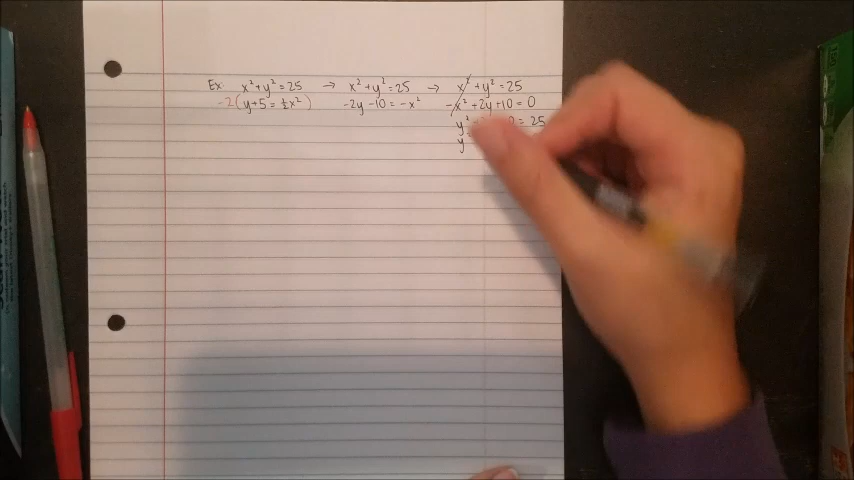 Ex: x²+y²=25 → x²+y²=25 → x²+y²=25
-2(y+5=½x²) -2y-10=-x² -x²+2y+10=0
y² = 25
y